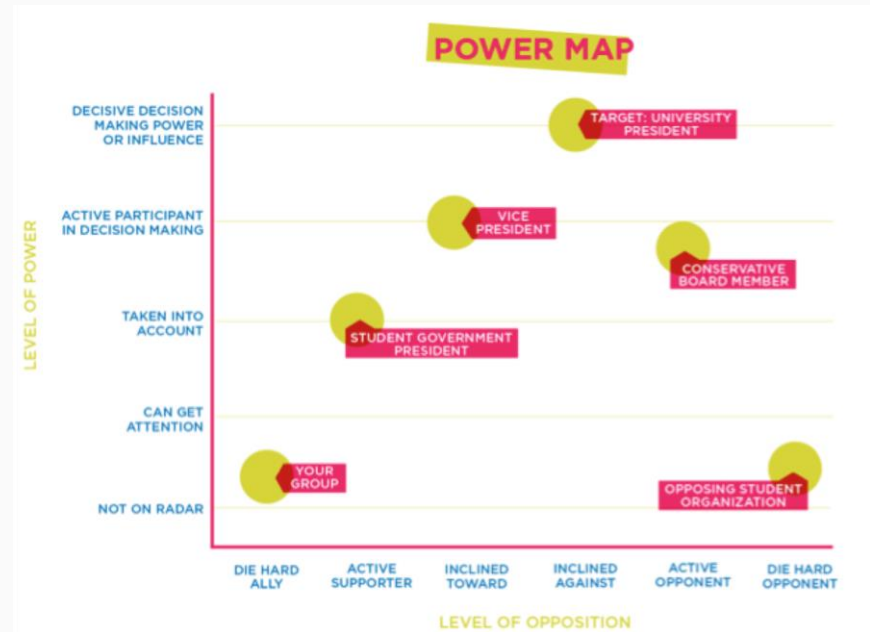 POWER MAP
DECISIVE DECISION
MAKING POWER
OR INFLUENCE
TARGET: UNIVERSITY
PRESIDENT
ACTIVE PARTICIPANT
IN DECISION MAKING
VICE
PRESIDENT
CONSERVATIVE
BOARD MEMBER
LEVEL OF POWER
TAKEN INTO
ACCOUNT
STUDENT GOVERNMENT
PRESIDENT
CAN GET
ATTENTION
YOUR
GROUP
OPPOSING STUDENT
ORGANIZATION
NOT ON RADAR
DIE HARD
ALLY
ACTIVE
SUPPORTER
INCLINED
TOWARD
INCLINED
AGAINST
ACTIVE
OPPONENT
DIE HARD
OPPONENT
LEVEL OF OPPOSITION